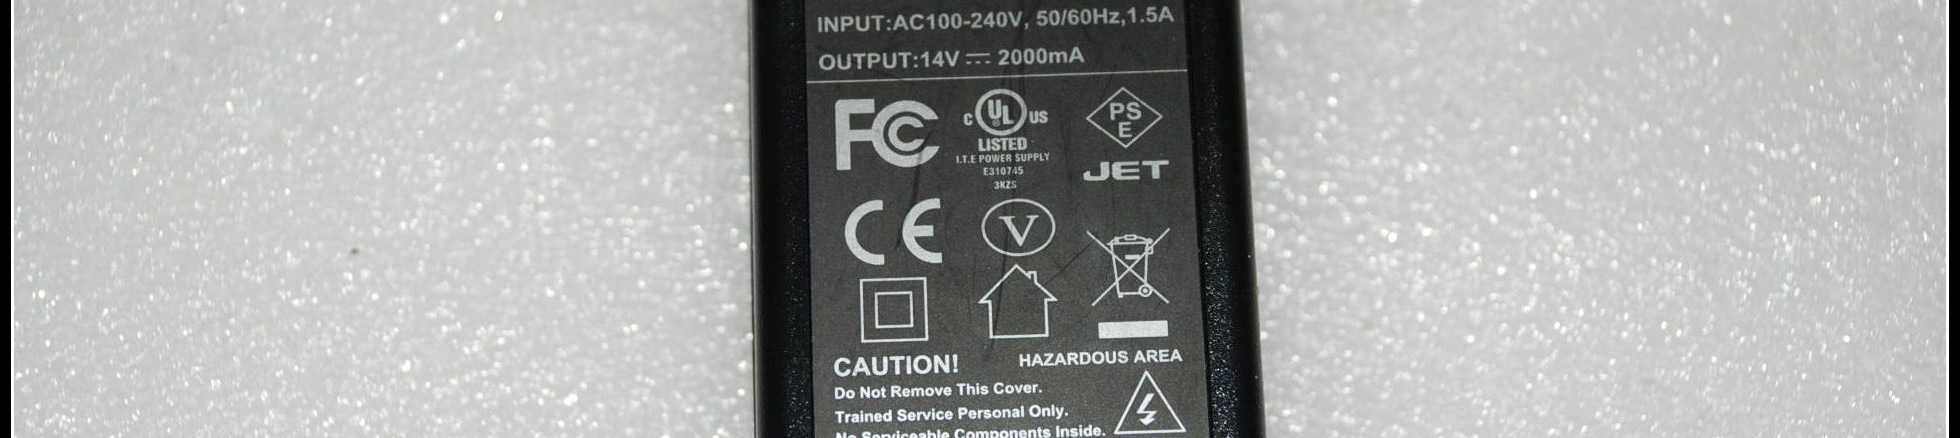 INPUT:AC100-240V, 50/60Hz,1.5A
OUTPUT:14V ⎓ 2000mA
FC
C UL US
LISTED
I.T.E POWER SUPPLY
E310745
3KZS
PS
E
JET
CE
V
CAUTION!
HAZARDOUS AREA
Do Not Remove This Cover.
Trained Service Personal Only.
No Serviceable Components Inside.